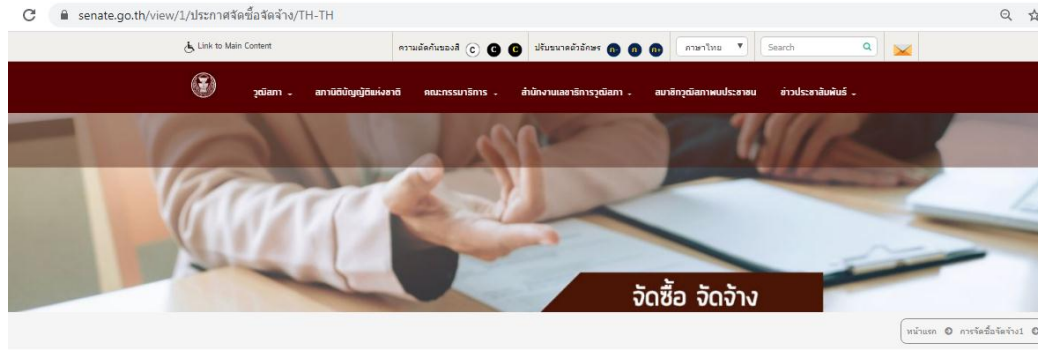 senate.go.th/view/1/ประกาศจัดซื้อจัดจ้าง/TH-TH
Link to Main Content ความตัดกันของสี C C C ปรับขนาดตัวอักษร ก- ก ก+ ภาษาไทย Search
วุฒิสภา สภานิติบัญญัติแห่งชาติ คณะกรรมาธิการ สำนักงานเลขาธิการวุฒิสภา สมาชิกวุฒิสภาพบประชาชน ข่าวประชาสัมพันธ์
จัดซื้อ จัดจ้าง
หน้าแรก การจัดซื้อจัดจ้าง1